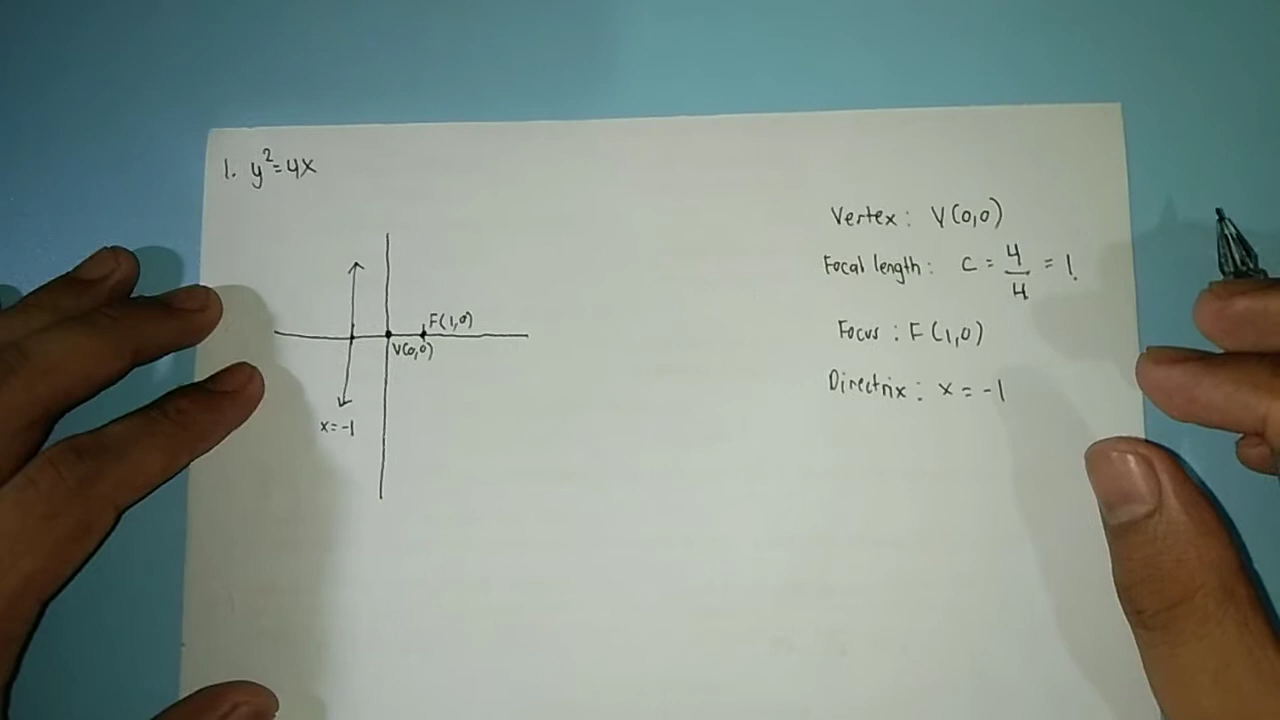 1. y²=4x
F(1,0)
V(0,0)
x=-1
Vertex: V(0,0)
Focal length: c = 4/4 = 1.
Focus: F(1,0)
Directrix: x = -1